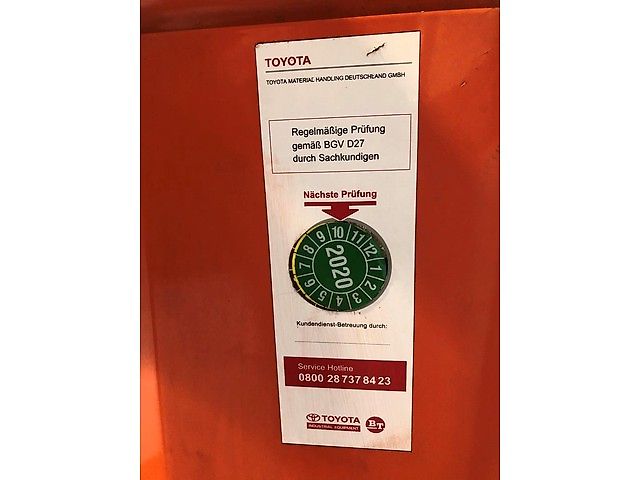 TOYOTA
TOYOTA MATERIAL HANDLING DEUTSCHLAND GMBH
Regelmäßige Prüfung
gemäß BGV D27
durch Sachkundigen
Nächste Prüfung
1 2 3 4 5 6 7 8 9 10 11 12
2020
Kundendienst-Betreuung durch:
Service Hotline
0800 28 737 84 23
TOYOTA
INDUSTRIAL EQUIPMENT
BT